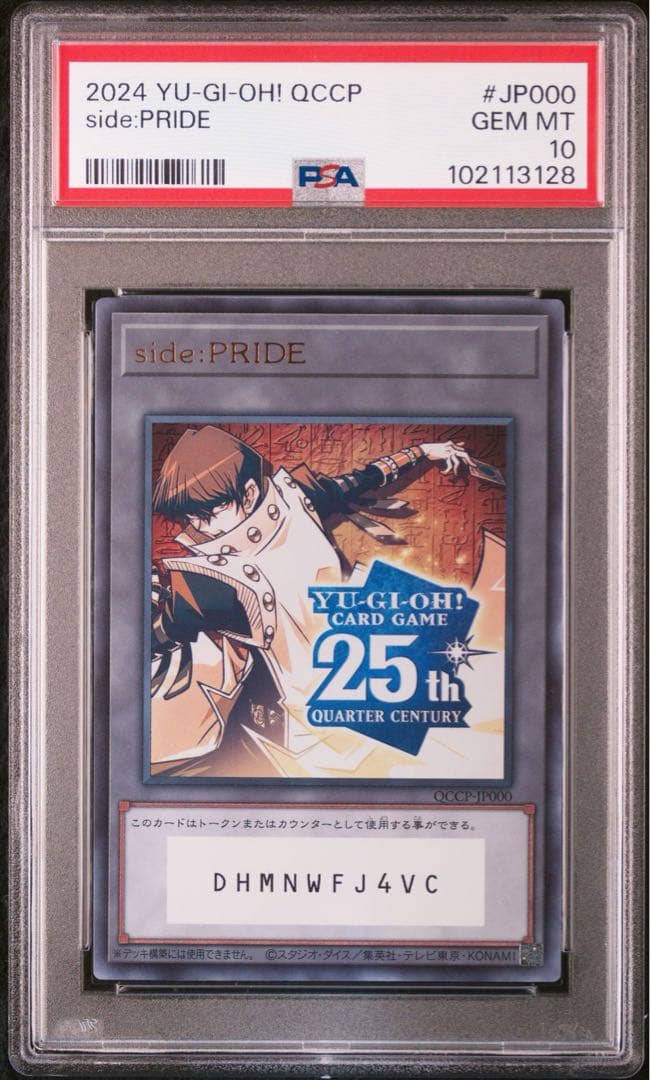 2024 YU-GI-OH! QCCP #JP000
side:PRIDE GEM MT
10
PSA 102113128
side:PRIDE
YU-GI-OH!
CARD GAME
25th
QUARTER CENTURY
QCCP-JP000
このカードはトークンまたはカウンターとして使用する事ができる。
DHMNWFJ4VC
※デッキ構築には使用できません。 ©スタジオ・ダイス／集英社・テレビ東京・KONAMI